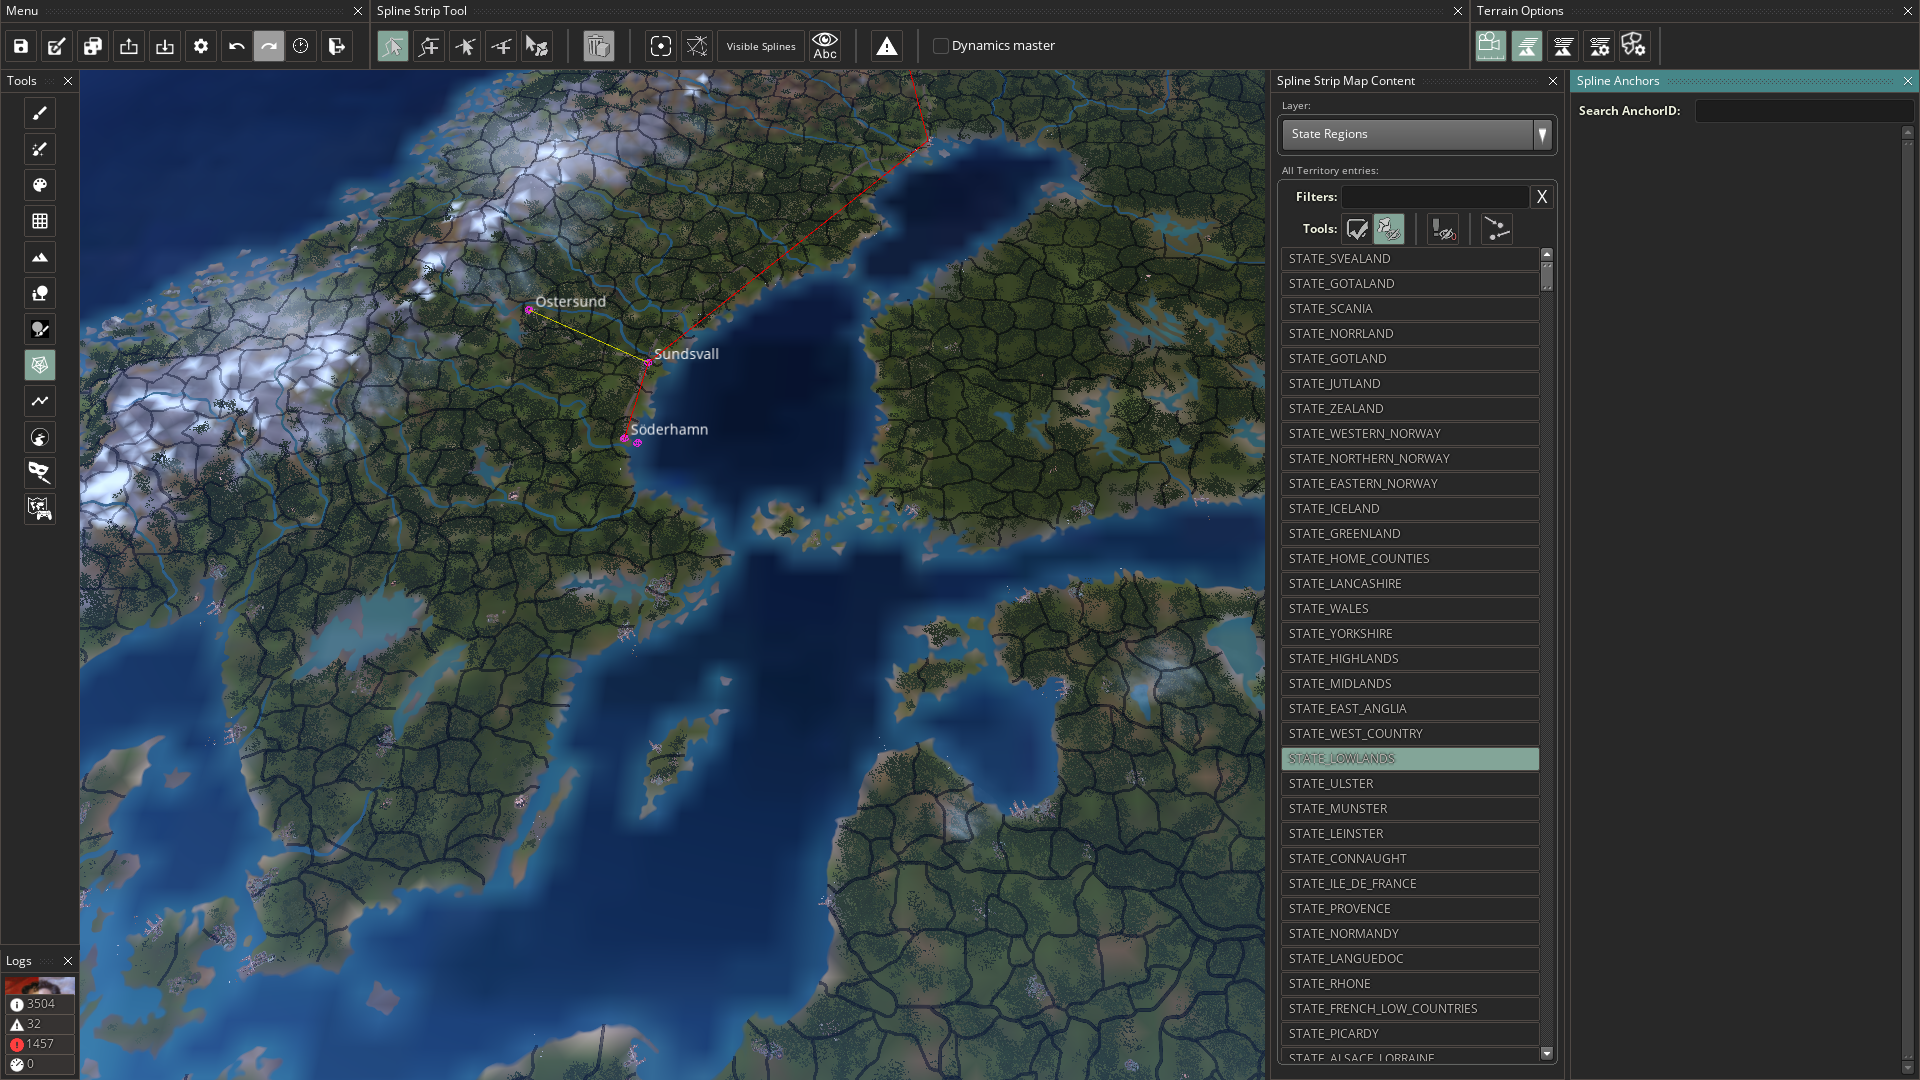 Menu
Spline Strip Tool
Terrain Options
Visible Splines
Abc
Dynamics master
Tools
Spline Strip Map Content
Spline Anchors
Layer:
State Regions
Search AnchorID:
All Territory entries:
Filters:
X
Tools:
STATE_SVEALAND
STATE_GOTALAND
STATE_SCANIA
STATE_NORRLAND
STATE_GOTLAND
STATE_JUTLAND
STATE_ZEALAND
STATE_WESTERN_NORWAY
STATE_NORTHERN_NORWAY
STATE_EASTERN_NORWAY
STATE_ICELAND
STATE_GREENLAND
STATE_HOME_COUNTIES
STATE_LANCASHIRE
STATE_WALES
STATE_YORKSHIRE
STATE_HIGHLANDS
STATE_MIDLANDS
STATE_EAST_ANGLIA
STATE_WEST_COUNTRY
STATE_LOWLANDS
STATE_ULSTER
STATE_MUNSTER
STATE_LEINSTER
STATE_CONNAUGHT
STATE_ILE_DE_FRANCE
STATE_PROVENCE
STATE_NORMANDY
STATE_LANGUEDOC
STATE_RHONE
STATE_FRENCH_LOW_COUNTRIES
STATE_PICARDY
STATE_ALSACE_LORRAINE
Östersund
Sundsvall
Söderhamn
Logs
3504
32
1457
0